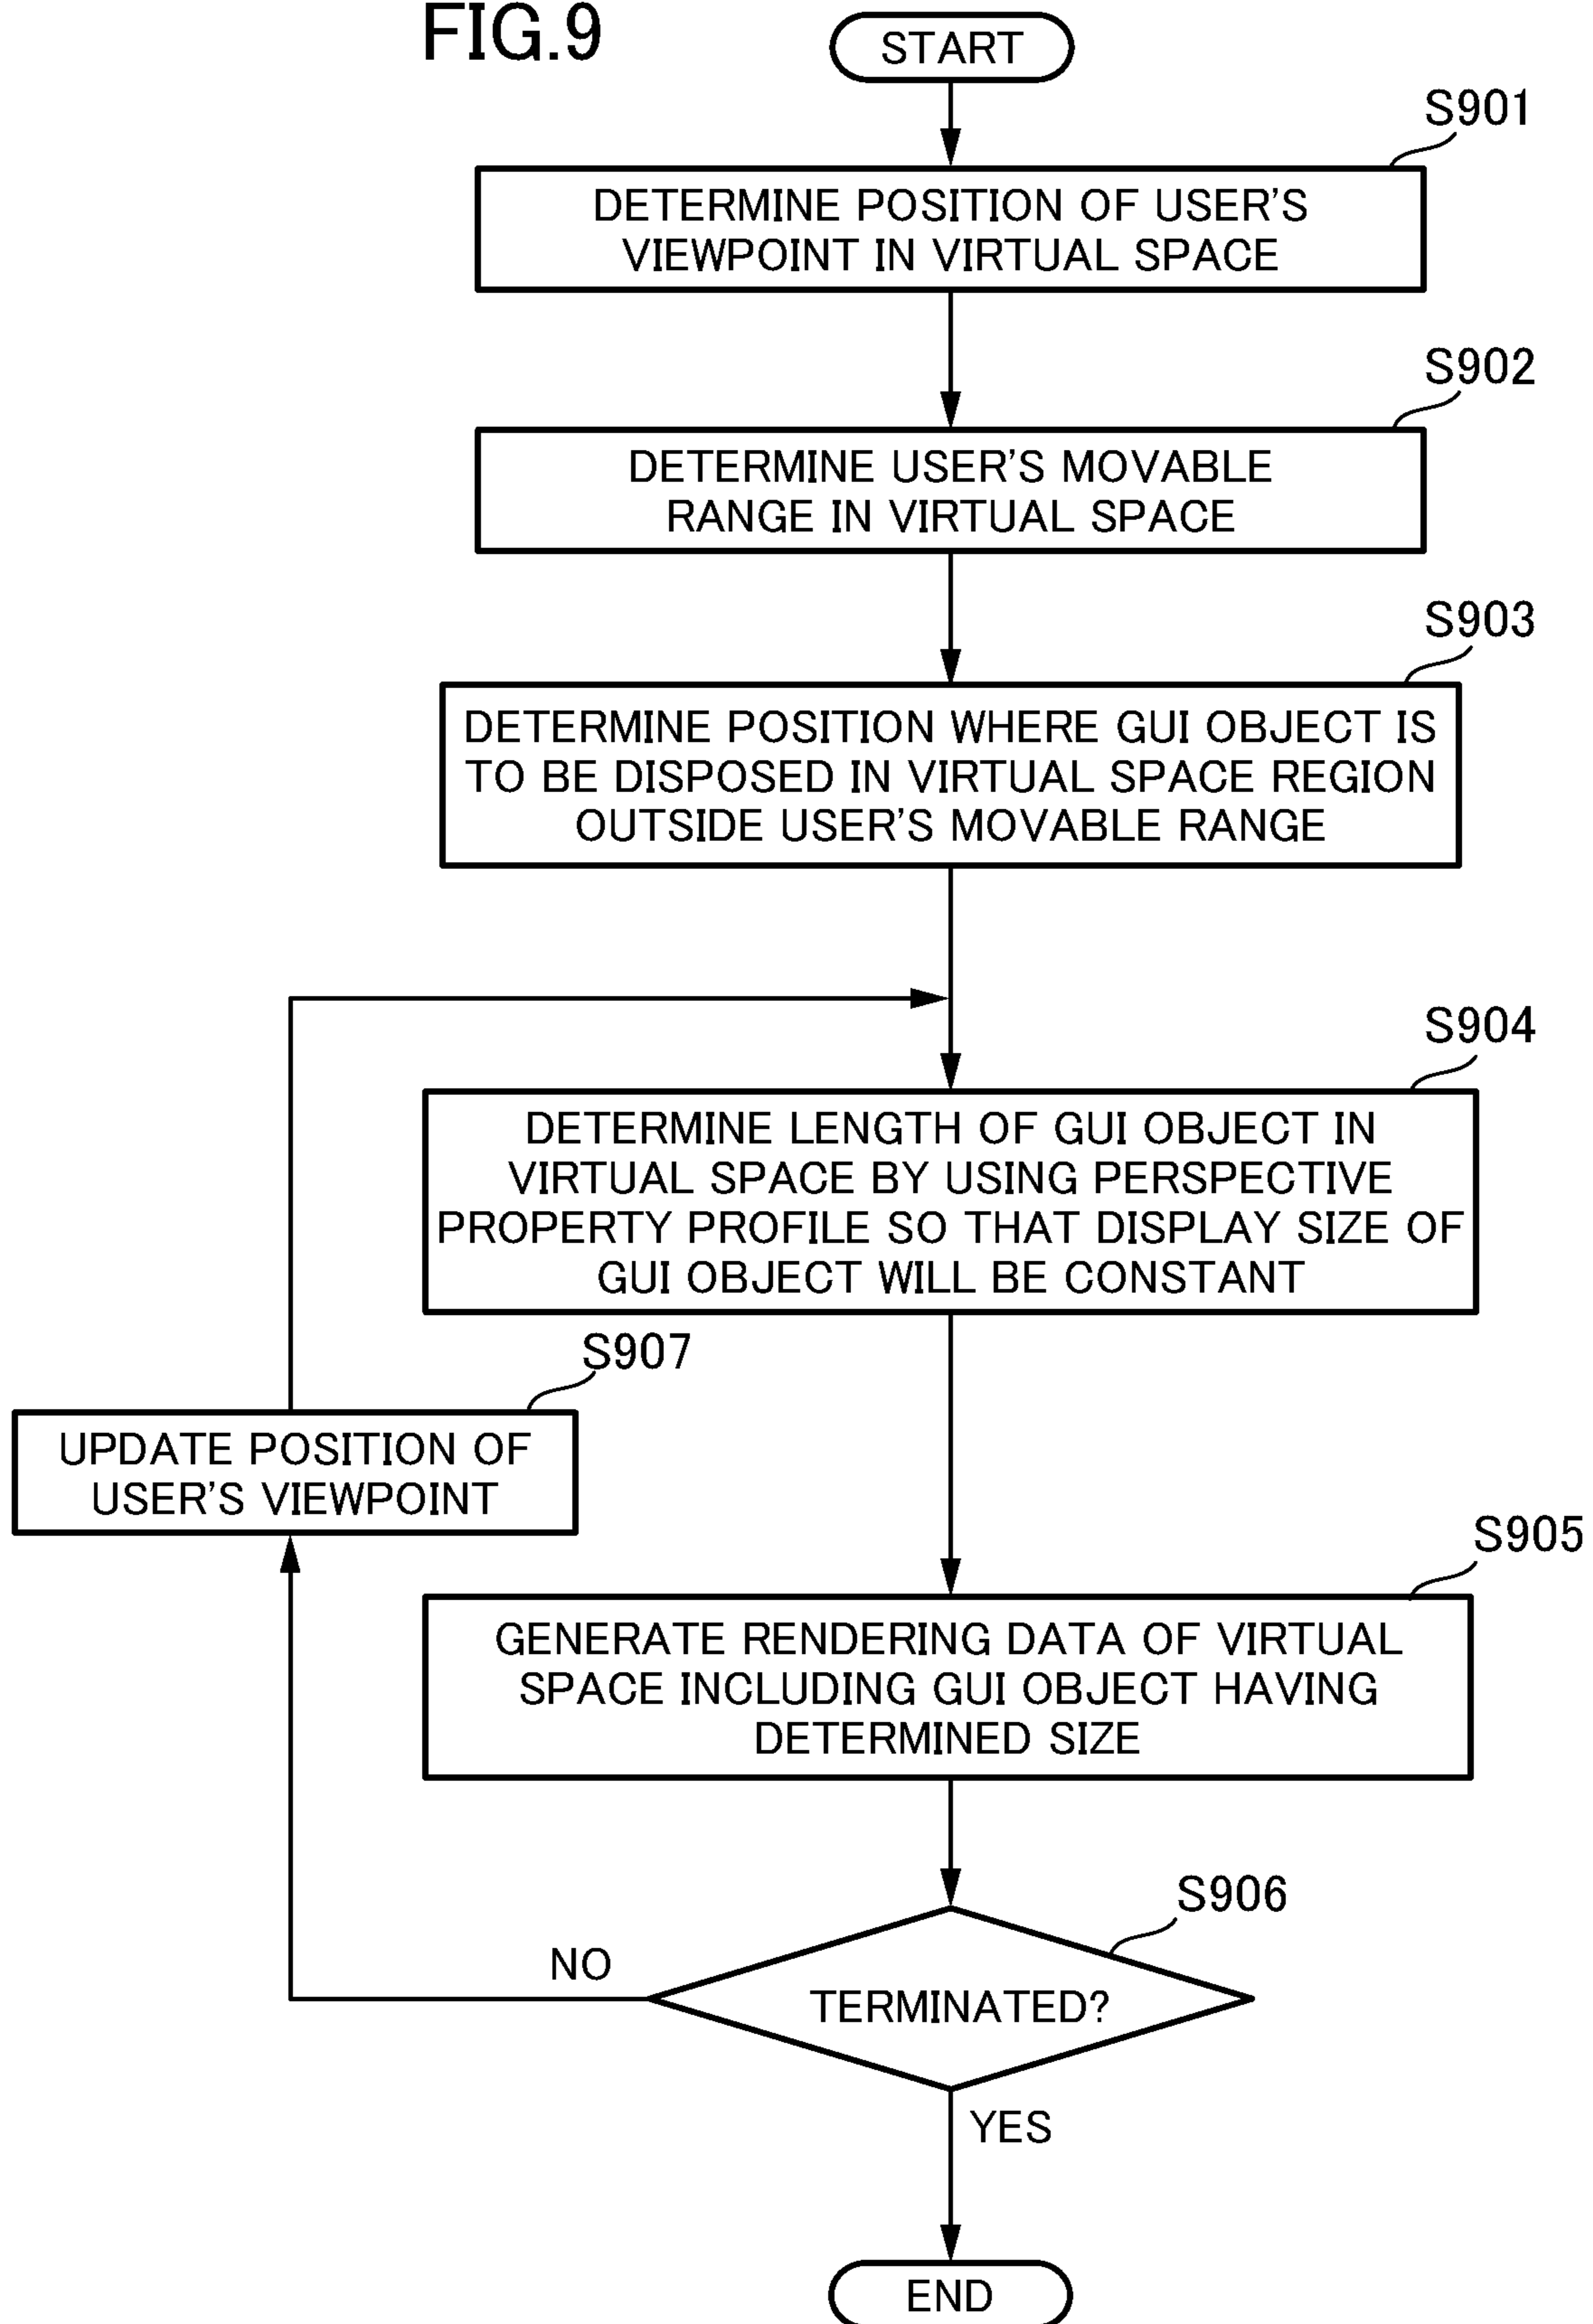 FIG.9
START
S901
DETERMINE POSITION OF USER'S
VIEWPOINT IN VIRTUAL SPACE
S902
DETERMINE USER'S MOVABLE
RANGE IN VIRTUAL SPACE
S903
DETERMINE POSITION WHERE GUI OBJECT IS
TO BE DISPOSED IN VIRTUAL SPACE REGION
OUTSIDE USER'S MOVABLE RANGE
S904
DETERMINE LENGTH OF GUI OBJECT IN
VIRTUAL SPACE BY USING PERSPECTIVE
PROPERTY PROFILE SO THAT DISPLAY SIZE OF
GUI OBJECT WILL BE CONSTANT
S907
UPDATE POSITION OF
USER'S VIEWPOINT
S905
GENERATE RENDERING DATA OF VIRTUAL
SPACE INCLUDING GUI OBJECT HAVING
DETERMINED SIZE
S906
NO
TERMINATED?
YES
END